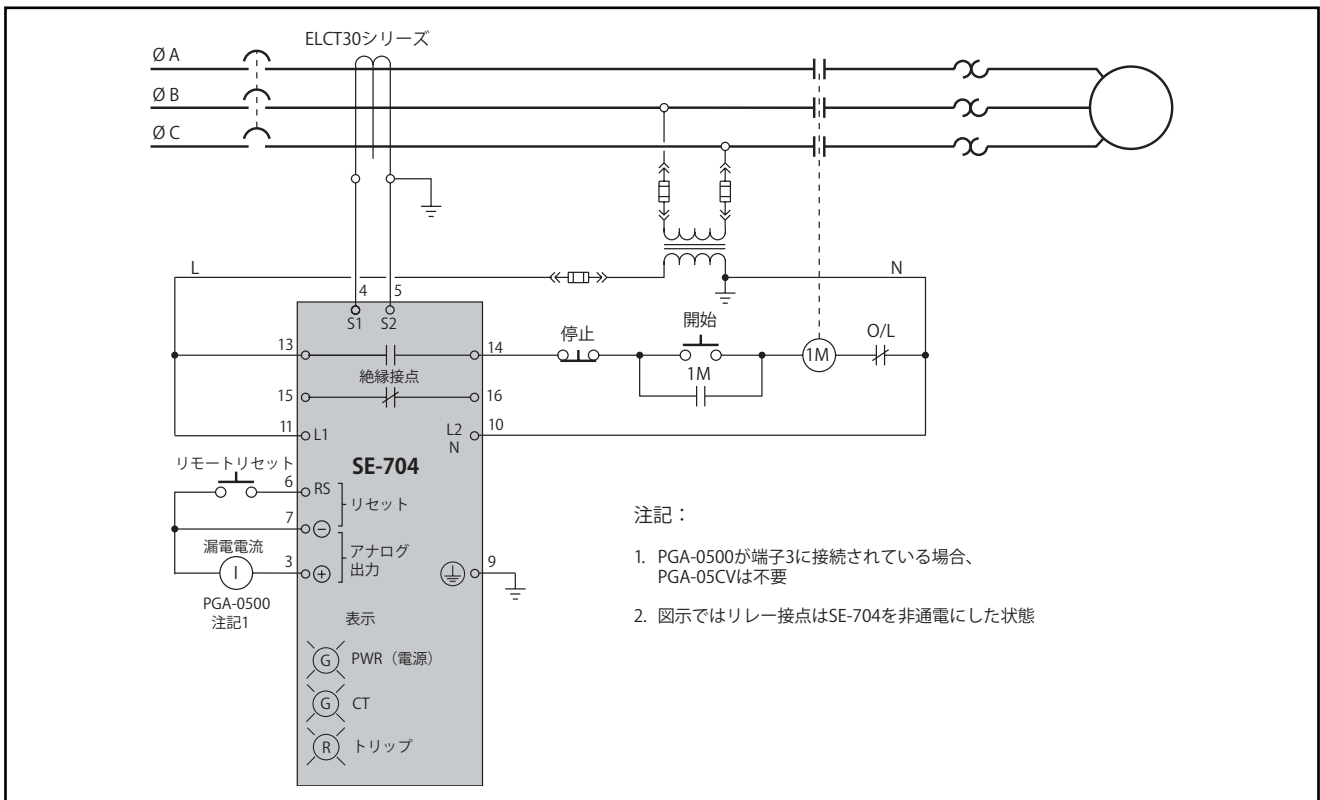 ELCT30シリーズ
Ø A
Ø B
Ø C
L
N
4
5
S1
S2
13
14
停止
開始
1M
1M
O/L
絶縁接点
15
16
11
L1
L2
N
10
SE-704
リモートリセット
6
RS
リセット
7
漏電電流
I
3
アナログ
出力
9
PGA-0500
注記1
表示
G
PWR（電源）
G
CT
R
トリップ
注記：
1. PGA-0500が端子3に接続されている場合、
PGA-05CVは不要
2. 図示ではリレー接点はSE-704を非通電にした状態